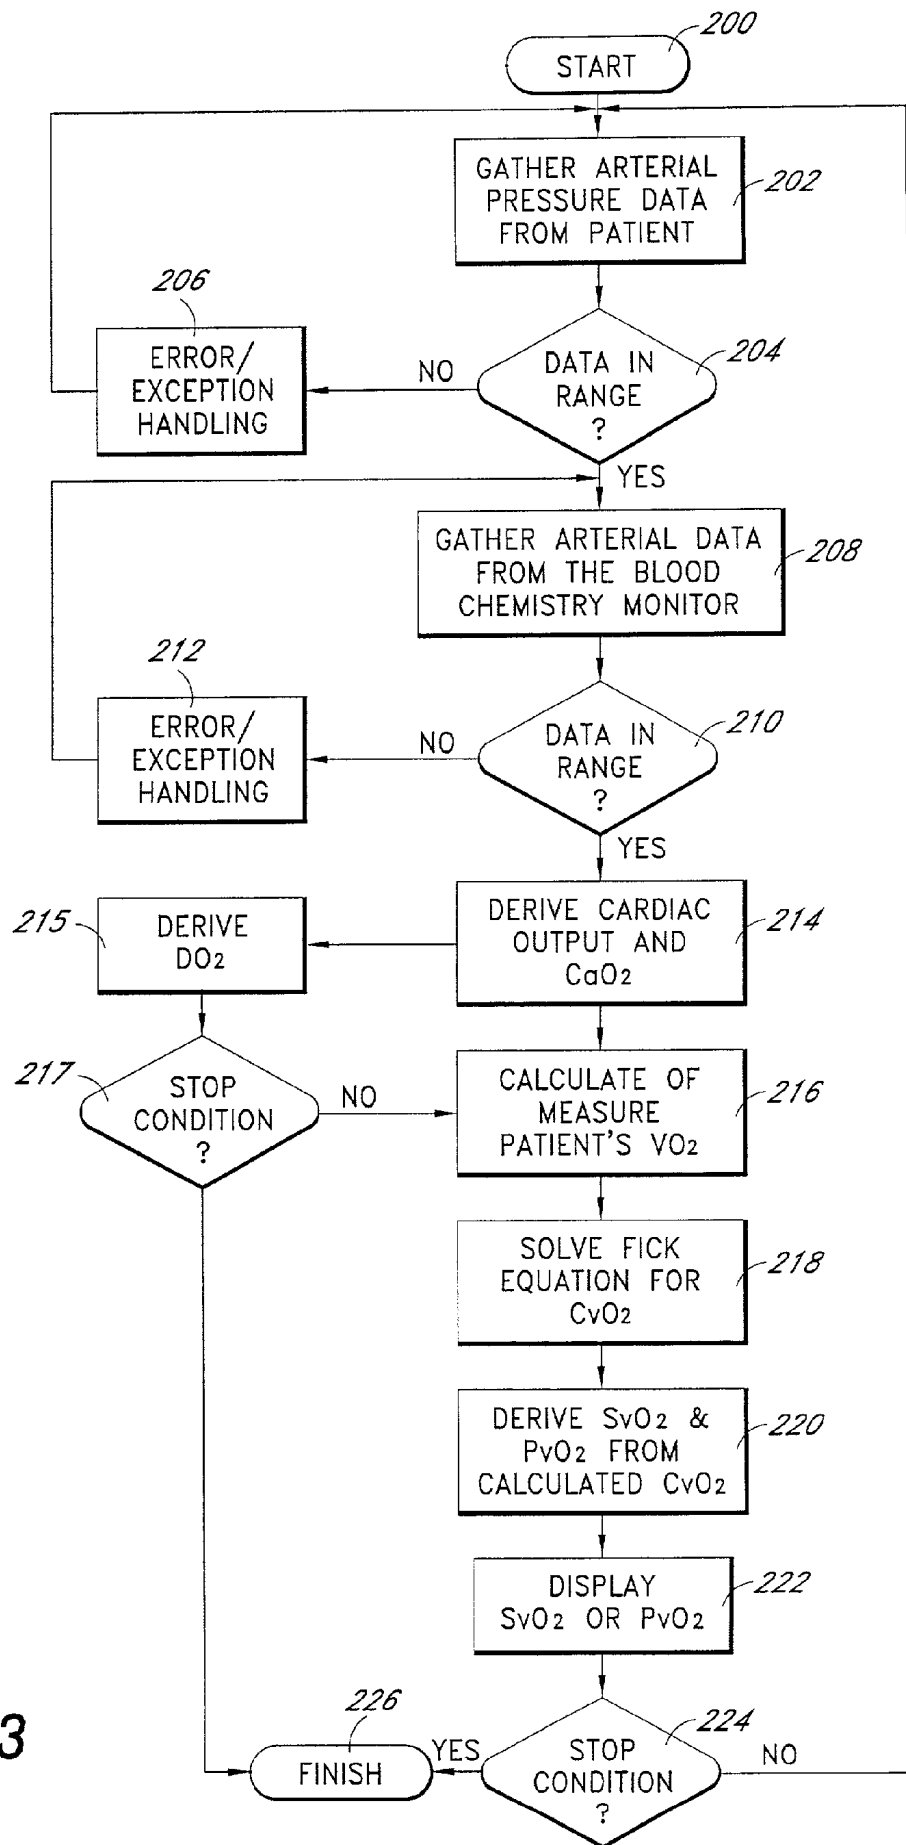 200
START
GATHER ARTERIAL
PRESSURE DATA
FROM PATIENT
202
206
ERROR/
EXCEPTION
HANDLING
NO
DATA IN
RANGE
?
204
YES
GATHER ARTERIAL DATA
FROM THE BLOOD
CHEMISTRY MONITOR
208
212
ERROR/
EXCEPTION
HANDLING
NO
DATA IN
RANGE
?
210
YES
215
DERIVE
DO2
DERIVE CARDIAC
OUTPUT AND
CaO2
214
217
STOP
CONDITION
?
NO
CALCULATE OF
MEASURE
PATIENT'S VO2
216
SOLVE FICK
EQUATION FOR
CvO2
218
DERIVE SvO2 &
PvO2 FROM
CALCULATED CvO2
220
DISPLAY
SvO2 OR PvO2
222
3
226
FINISH
YES
STOP
CONDITION
?
224
NO